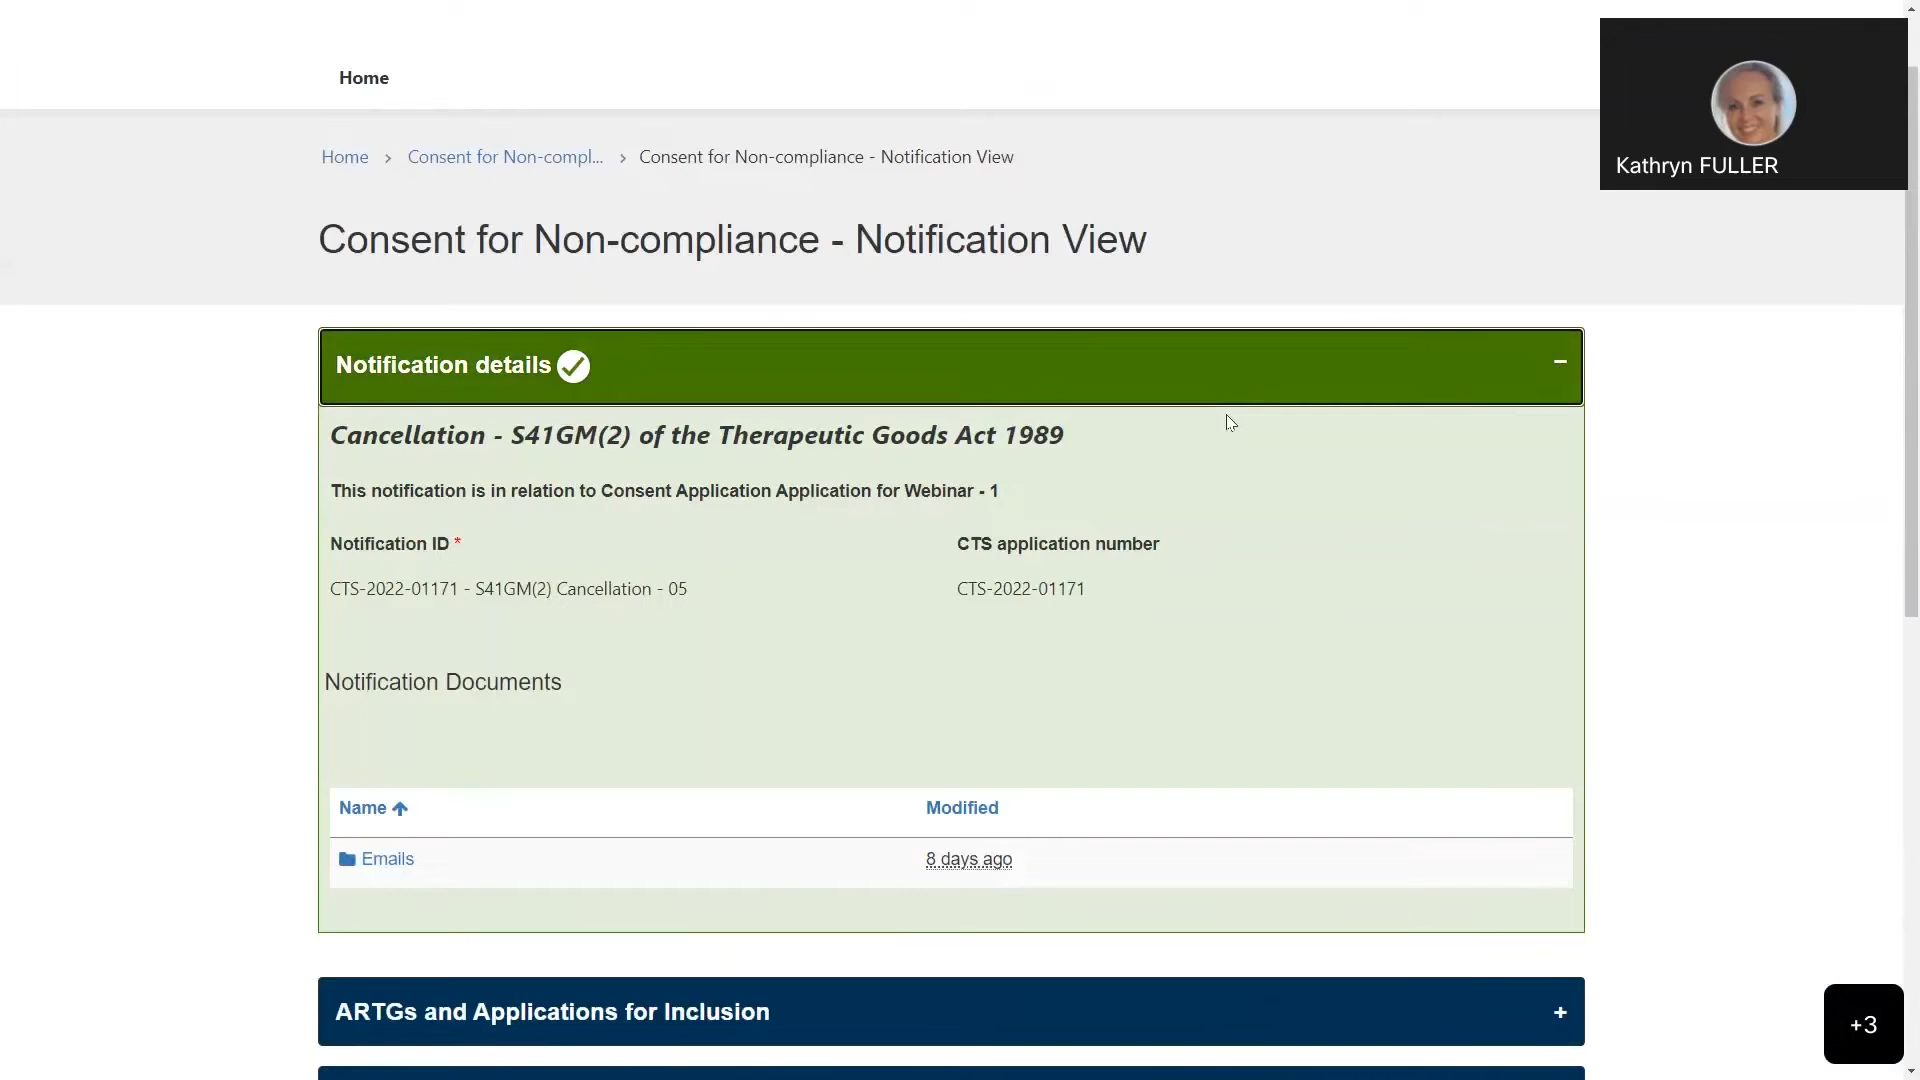 Home
Kathryn FULLER
Home > Consent for Non-compl... > Consent for Non-compliance - Notification View
Consent for Non-compliance - Notification View
Notification details
Cancellation - S41GM(2) of the Therapeutic Goods Act 1989
This notification is in relation to Consent Application Application for Webinar - 1
Notification ID * CTS application number
CTS-2022-01171 - S41GM(2) Cancellation - 05 CTS-2022-01171
Notification Documents
Name Modified
Emails 8 days ago
ARTGs and Applications for Inclusion +
+3